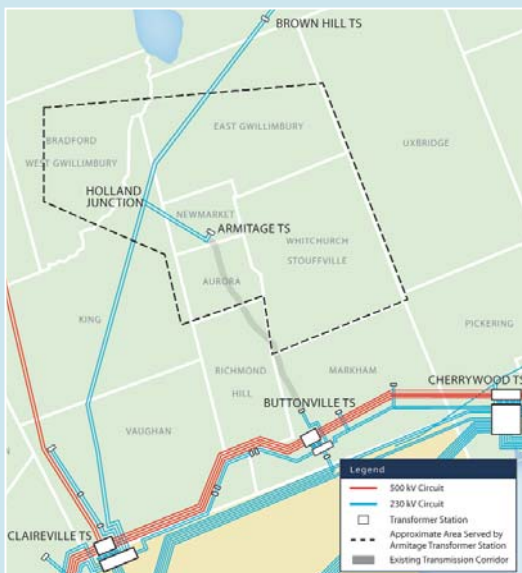 BROWN HILL TS
BRADFORD
WEST GWILLIMBURY
EAST GWILLIMBURY
UXBRIDGE
HOLLAND
JUNCTION
NEWMARKET
ARMITAGE TS
WHITCHURCH
STOUFFVILLE
AURORA
KING
PICKERING
RICHMOND
HILL
MARKHAM
CHERRYWOOD TS
BUTTONVILLE TS
VAUGHAN
CLAIREVILLE TS
Legend
500 kV Circuit
230 kV Circuit
Transformer Station
Approximate Area Served by
Armitage Transformer Station
Existing Transmission Corridor